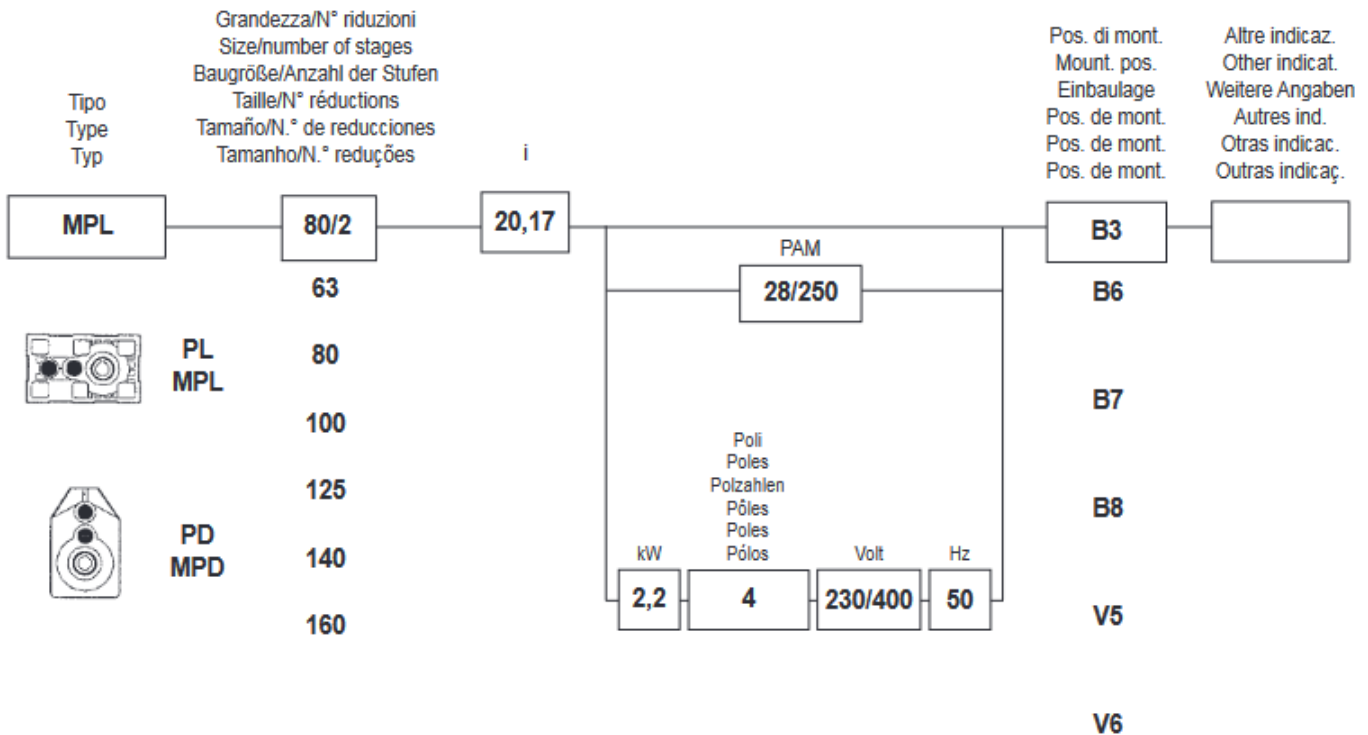 Grandezza/N° riduzioni
Size/number of stages
Baugröße/Anzahl der Stufen
Taille/N° réductions
Tamaño/N.° de reducciones
Tamanho/N.° reduções
Tipo
Type
Typ
i
Pos. di mont.
Mount. pos.
Einbaulage
Pos. de mont.
Pos. de mont.
Pos. de mont.
Altre indicaz.
Other indicat.
Weitere Angaben
Autres ind.
Otras indicac.
Outras indicaç.
MPL
80/2
20,17
B3
PAM
28/250
63
80
100
125
140
160
PL
MPL
PD
MPD
Poli
Poles
Polzahlen
Pôles
Poles
Pólos
kW
Volt
Hz
2,2
4
230/400
50
B6
B7
B8
V5
V6